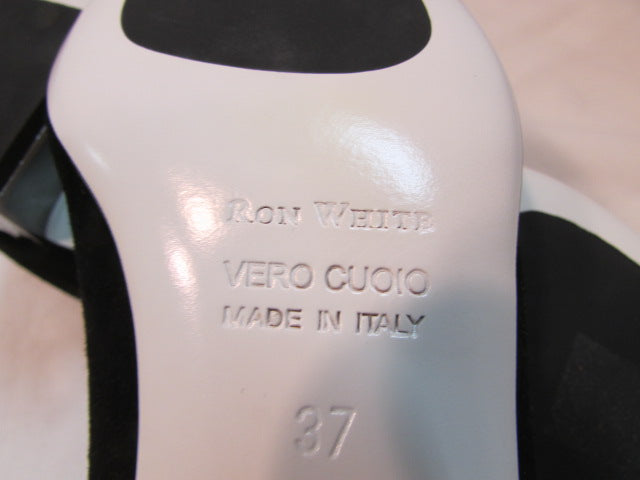 RON WHITE
VERO CUOIO
MADE IN ITALY
37